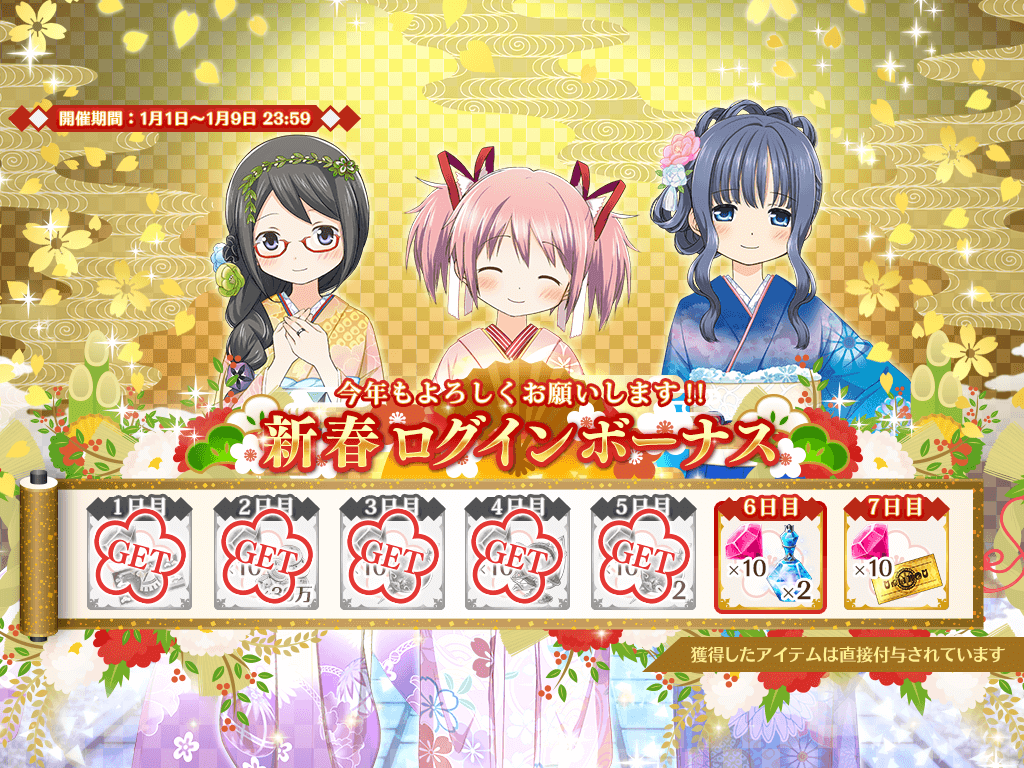 開催期間：1月1日～1月9日 23:59
今年もよろしくお願いします!!
新春ログインボーナス
1日目 2日目 3日目 4日目 5日目 6日目 7日目
GET GET GET GET GET ×10 ×10
万 2 ×2
獲得したアイテムは直接付与されています